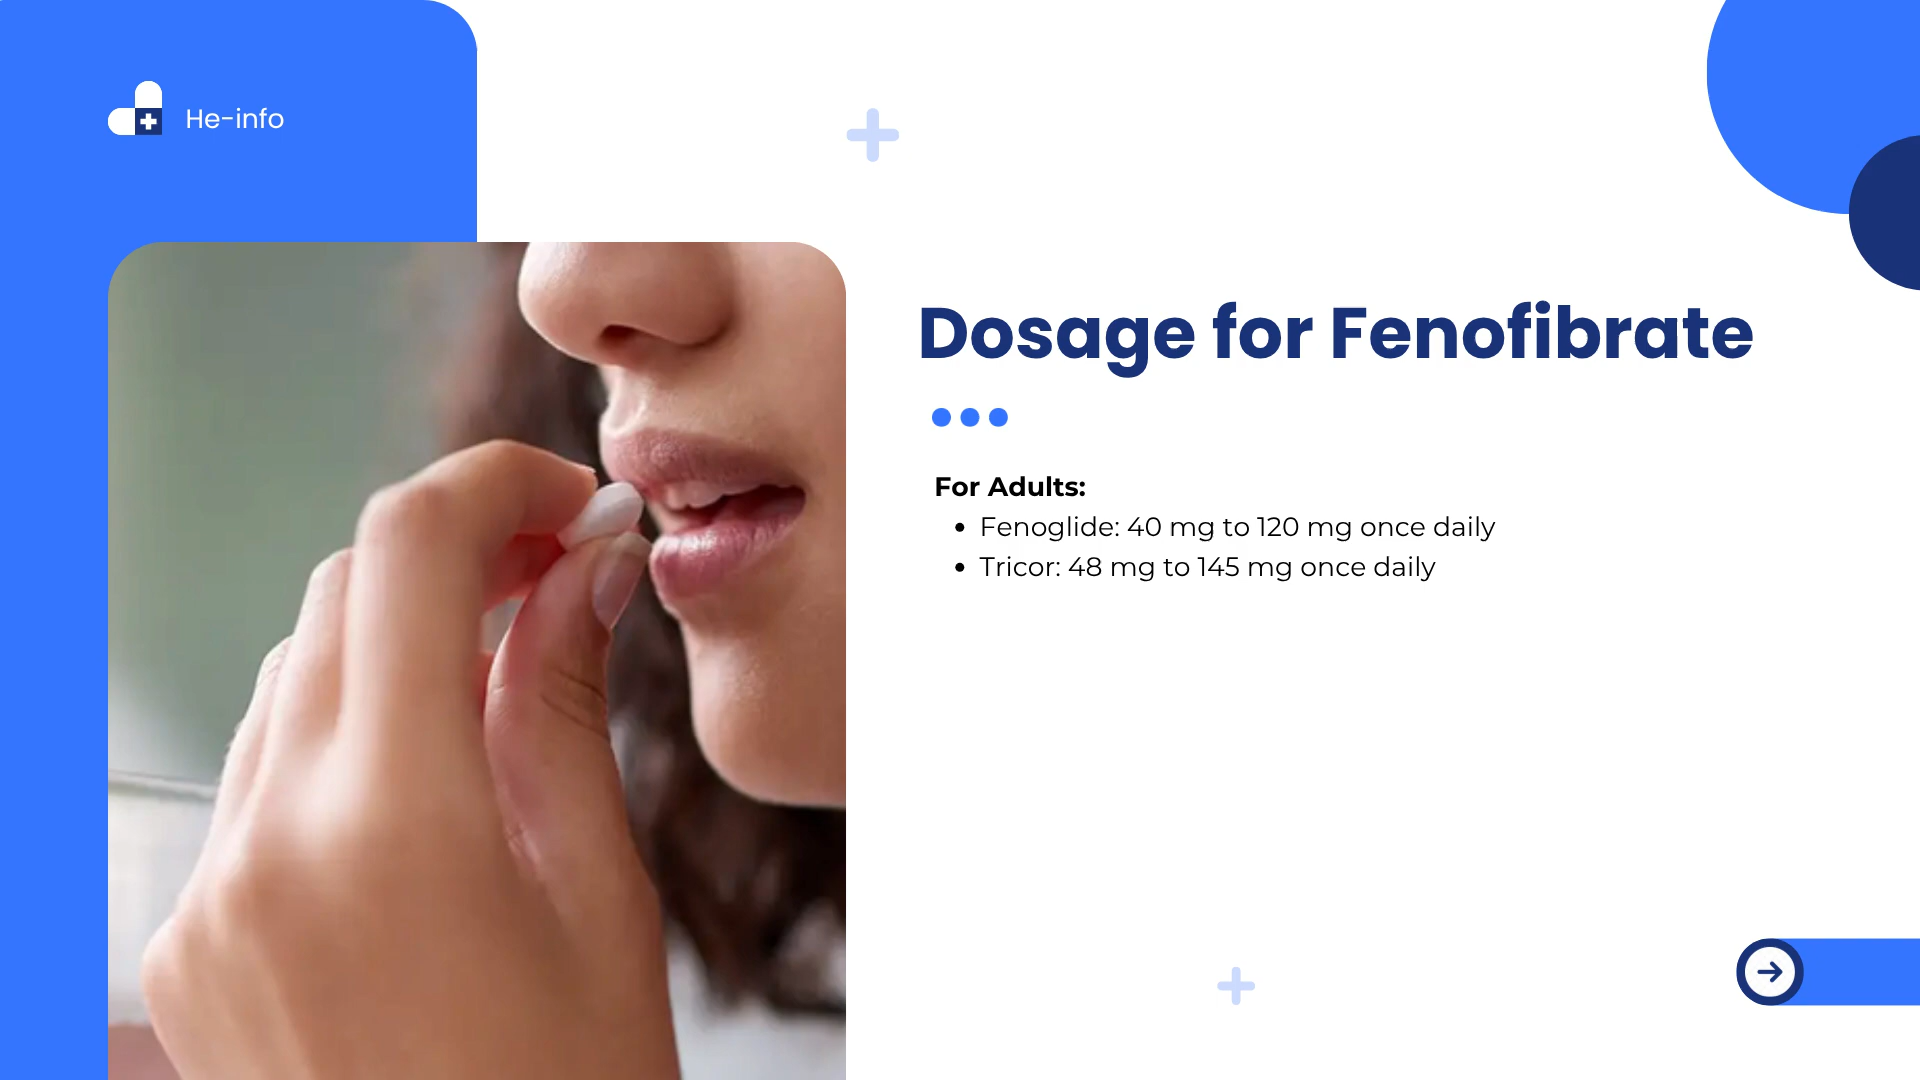 He-info
Dosage for Fenofibrate
For Adults:
• Fenoglide: 40 mg to 120 mg once daily
• Tricor: 48 mg to 145 mg once daily